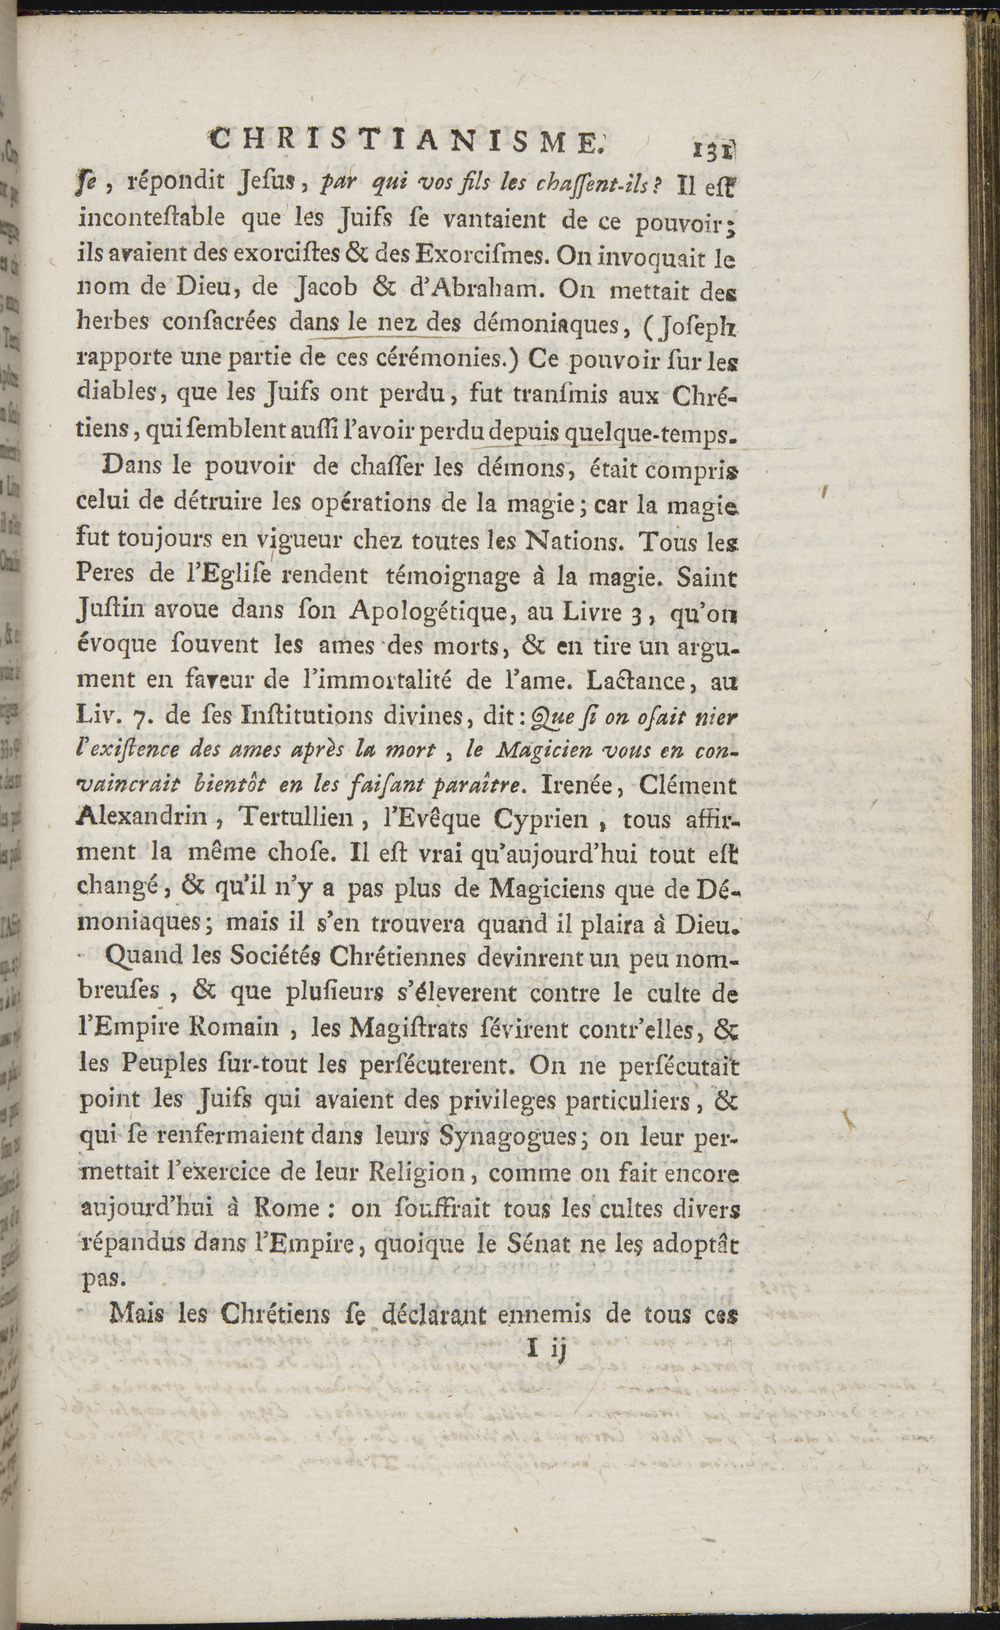 CHRISTIANISME. 131
ſe, répondit Jeſus, par qui vos fils les chaſſent-ils? Il eſt
inconteſtable que les Juifs ſe vantaient de ce pouvoir;
ils avaient des exorciſtes & des Exorciſmes. On invoquait le
nom de Dieu, de Jacob & d'Abraham. On mettait des
herbes conſacrées dans le nez des démoniaques, (Joſeph
rapporte une partie de ces cérémonies.) Ce pouvoir ſur les
diables, que les Juifs ont perdu, fut tranſmis aux Chré-
tiens, qui ſemblent auſſi l'avoir perdu depuis quelque-temps.
Dans le pouvoir de chaſſer les démons, était compris
celui de détruire les opérations de la magie; car la magie
fut toujours en vigueur chez toutes les Nations. Tous les
Peres de l'Egliſe rendent témoignage à la magie. Saint
Juſtin avoue dans ſon Apologétique, au Livre 3, qu'on
évoque ſouvent les ames des morts, & en tire un argu-
ment en faveur de l'immortalité de l'ame. Lactance, au
Liv. 7. de ſes Inſtitutions divines, dit: Que ſi on oſait nier
l'exiſtence des ames après la mort, le Magicien vous en con-
vaincrait bientôt en les faiſant paraître. Irenée, Clément
Alexandrin, Tertullien, l'Evêque Cyprien, tous affir-
ment la même choſe. Il eſt vrai qu'aujourd'hui tout eſt
changé, & qu'il n'y a pas plus de Magiciens que de Dé-
moniaques; mais il s'en trouvera quand il plaira à Dieu.
Quand les Sociétés Chrétiennes devinrent un peu nom-
breuſes, & que pluſieurs s'éleverent contre le culte de
l'Empire Romain, les Magiſtrats ſévirent contr'elles, &
les Peuples ſur-tout les perſécuterent. On ne perſécutait
point les Juifs qui avaient des privileges particuliers, &
qui ſe renfermaient dans leurs Synagogues; on leur per-
mettait l'exercice de leur Religion, comme on fait encore
aujourd'hui à Rome: on ſouffrait tous les cultes divers
répandus dans l'Empire, quoique le Sénat ne les adoptât
pas.
Mais les Chrétiens ſe déclarant ennemis de tous ces
I ij